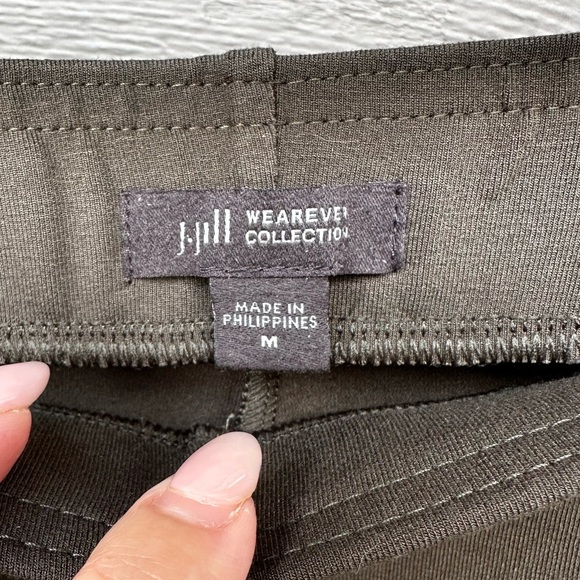 J.Jill WEAREVER
COLLECTION
MADE IN
PHILIPPINES
M